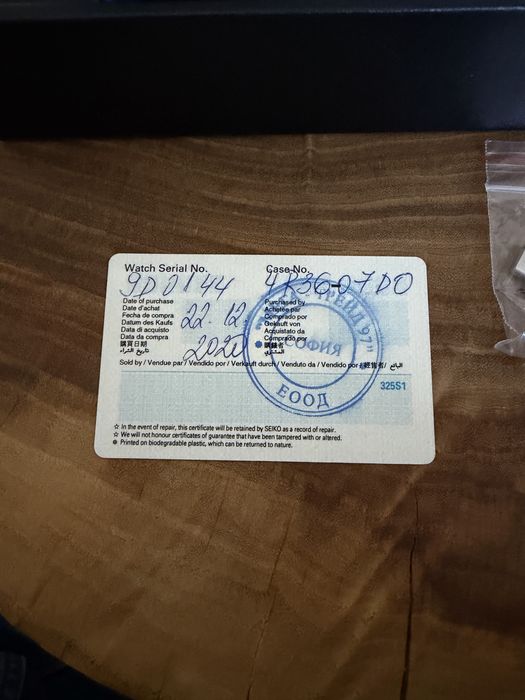 Watch Serial No. Case-No.
9D0144 4R36-07D0
Date of purchase
Date d'achat
Fecha de compra
Datum des Kaufs
Data di acquisto
Data da compra
購買日期
تاريخ الشراء
22.12
2020
Purchased by
Achetée par
Comprado por
Gekauft von
Acquistato da
Comprado por
購錶者
المشتري
ТРЕЙД 97"
СОФИЯ
ЕООД
Sold by / Vendue par / Vendido por / Verkauft durch / Venduto da / Vendido por / 經售者 / البائع
325S1
☆ In the event of repair, this certificate will be retained by SEIKO as a record of repair.
☆ We will not honour certificates of guarantee that have been tampered with or altered.
● Printed on biodegradable plastic, which can be returned to nature.